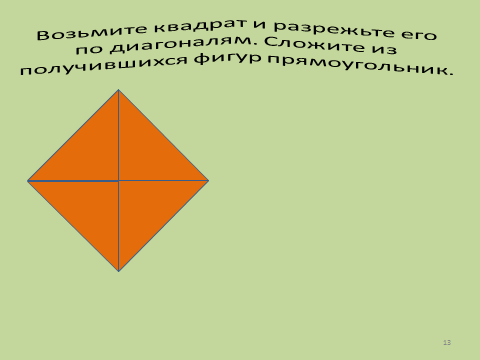 Возьмите квадрат и разрежьте его
по диагоналям. Сложите из
получившихся фигур прямоугольник.
13